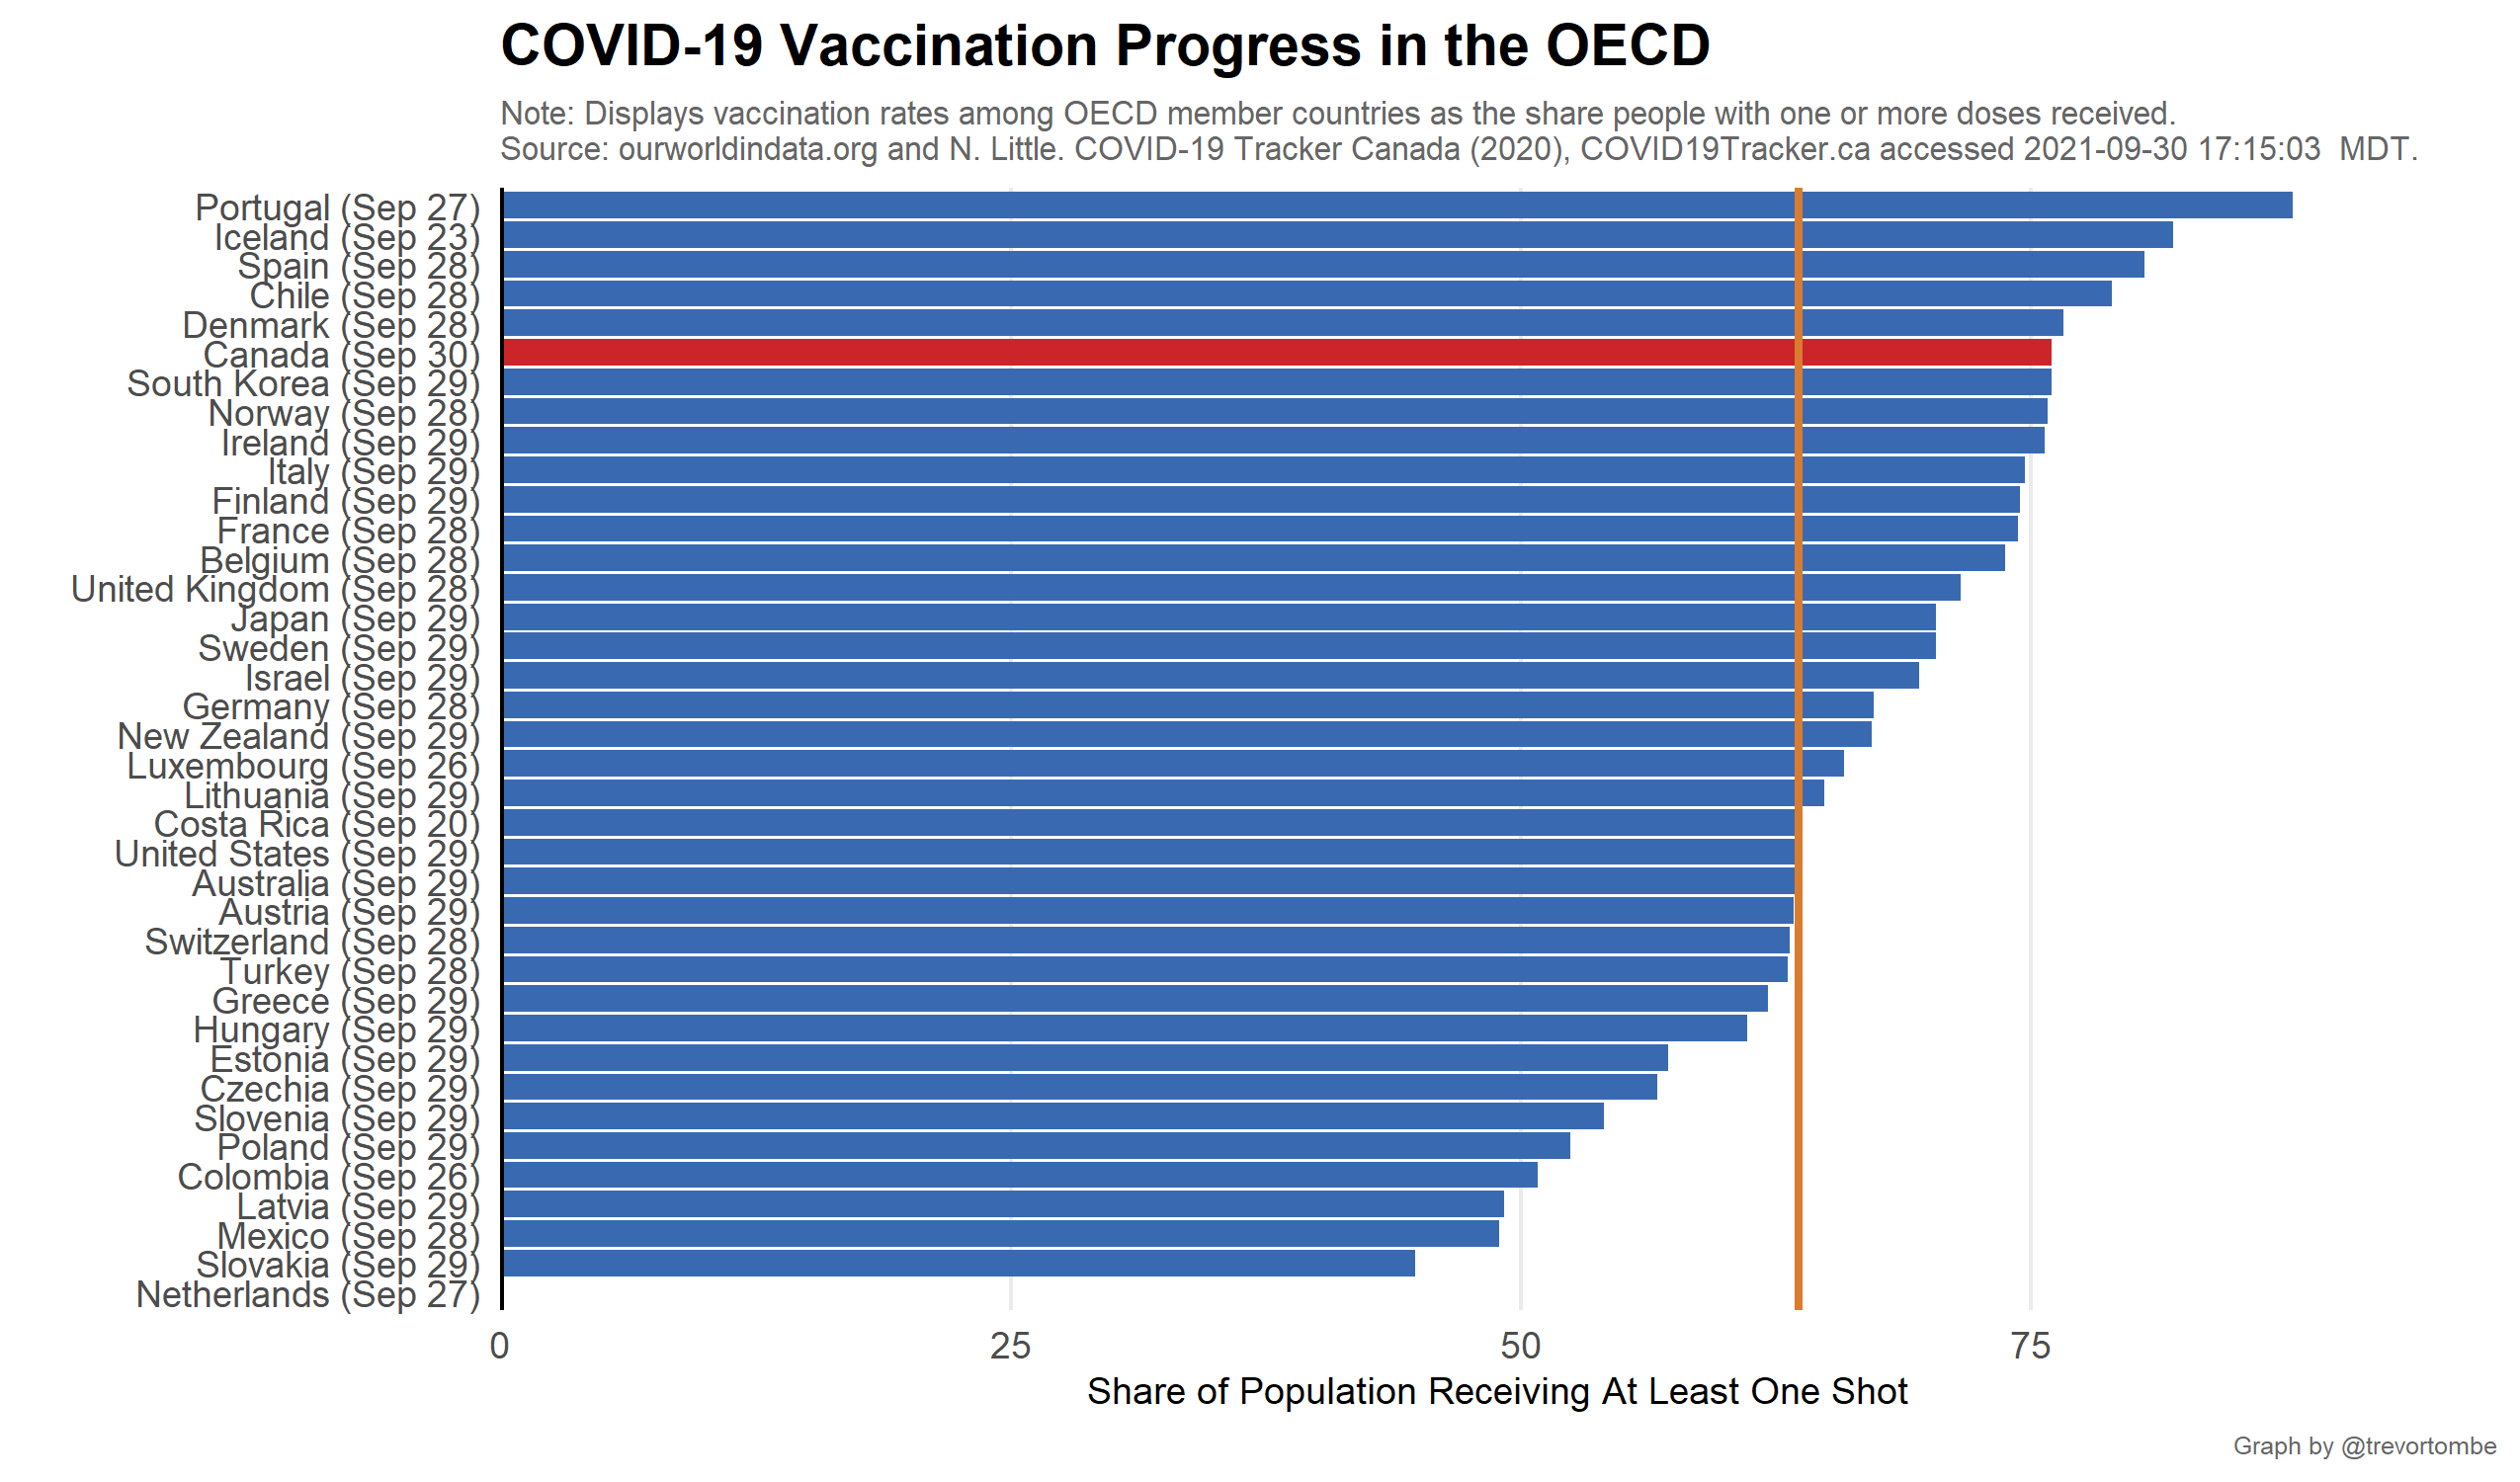 COVID-19 Vaccination Progress in the OECD
Note: Displays vaccination rates among OECD member countries as the share people with one or more doses received.
Source: ourworldindata.org and N. Little. COVID-19 Tracker Canada (2020), COVID19Tracker.ca accessed 2021-09-30 17:15:03  MDT.
Portugal (Sep 27)
Iceland (Sep 23)
Spain (Sep 28)
Chile (Sep 28)
Denmark (Sep 28)
Canada (Sep 30)
South Korea (Sep 29)
Norway (Sep 28)
Ireland (Sep 29)
Italy (Sep 29)
Finland (Sep 29)
France (Sep 28)
Belgium (Sep 28)
United Kingdom (Sep 28)
Japan (Sep 29)
Sweden (Sep 29)
Israel (Sep 29)
Germany (Sep 28)
New Zealand (Sep 29)
Luxembourg (Sep 26)
Lithuania (Sep 29)
Costa Rica (Sep 20)
United States (Sep 29)
Australia (Sep 29)
Austria (Sep 29)
Switzerland (Sep 28)
Turkey (Sep 28)
Greece (Sep 29)
Hungary (Sep 29)
Estonia (Sep 29)
Czechia (Sep 29)
Slovenia (Sep 29)
Poland (Sep 29)
Colombia (Sep 26)
Latvia (Sep 29)
Mexico (Sep 28)
Slovakia (Sep 29)
Netherlands (Sep 27)
0 25 50 75
Share of Population Receiving At Least One Shot
Graph by @trevortombe